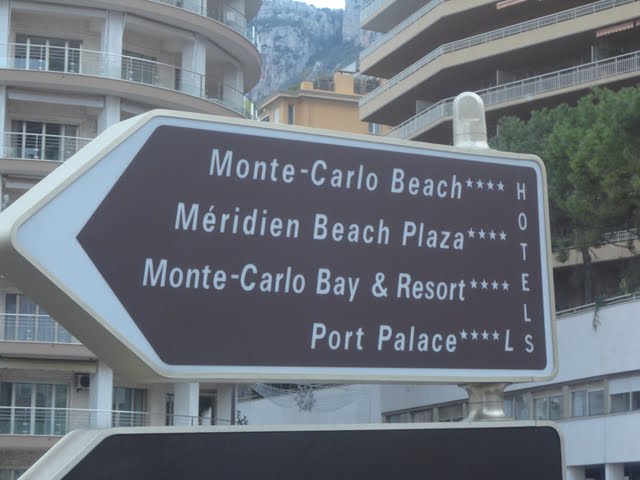 Monte-Carlo Beach****
Méridien Beach Plaza****
Monte-Carlo Bay & Resort****
Port Palace****L
HOTELS